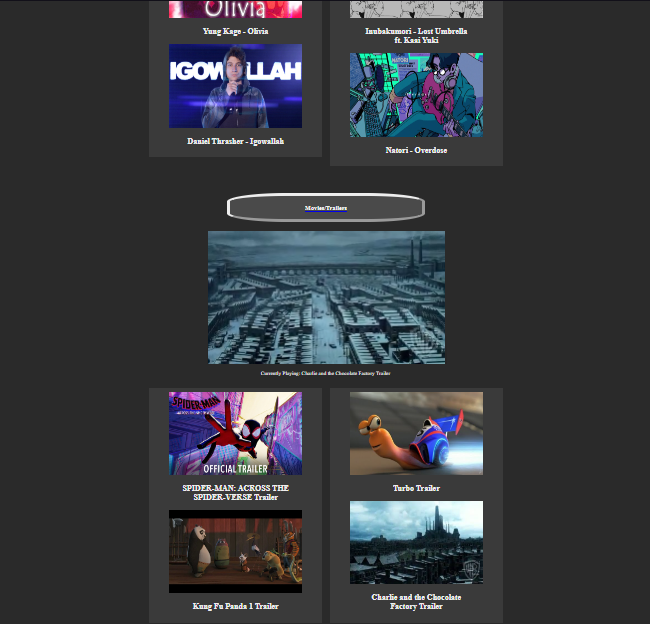 Olivia
Yung Kage - Olivia
IGOWALLAH
Daniel Thrasher - Igowallah
Inubakumori - Lost Umbrella
ft. Kasi Yuki
NATORI
Natori - Overdose
Movies/Trailers
Currently Playing: Charlie and the Chocolate Factory Trailer
SPIDER-MAN
ACROSS THE SPIDER-VERSE
OFFICIAL TRAILER
SPIDER-MAN: ACROSS THE
SPIDER-VERSE Trailer
Turbo Trailer
Kung Fu Panda 1 Trailer
Charlie and the Chocolate
Factory Trailer